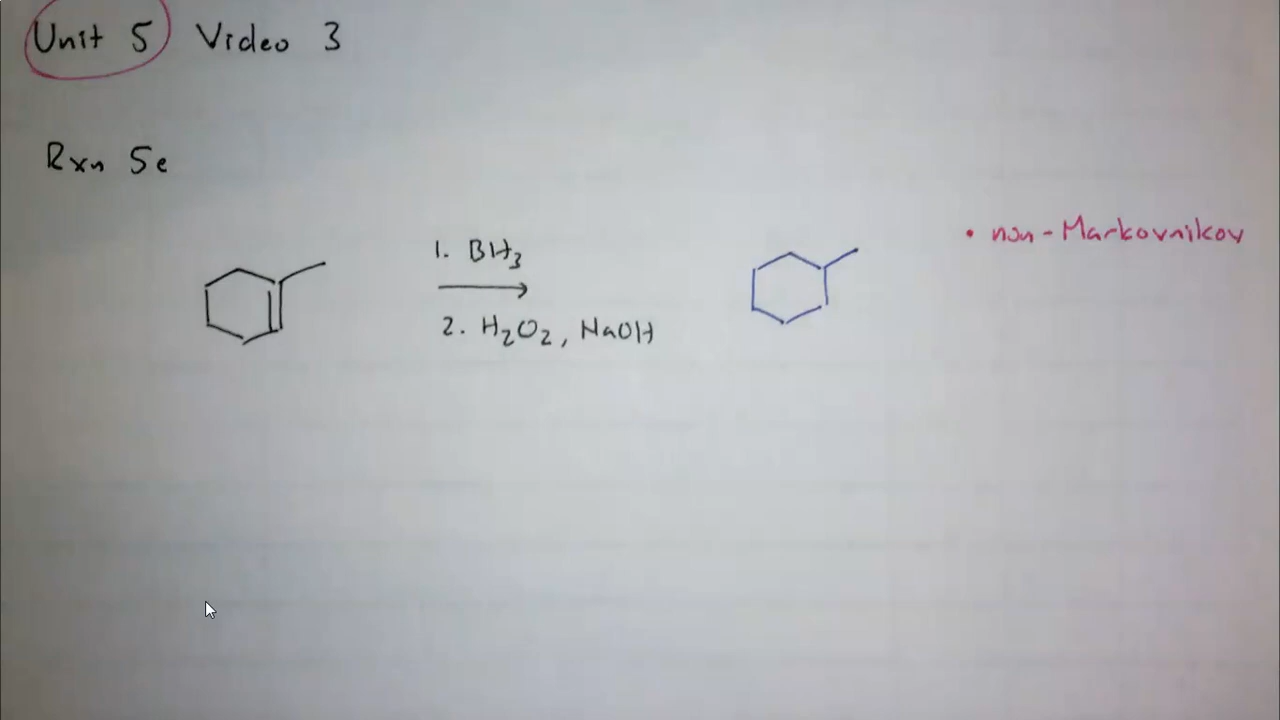 Unit 5 Video 3
Rxn 5e
1. BH₃
2. H₂O₂, NaOH
• non-Markovnikov